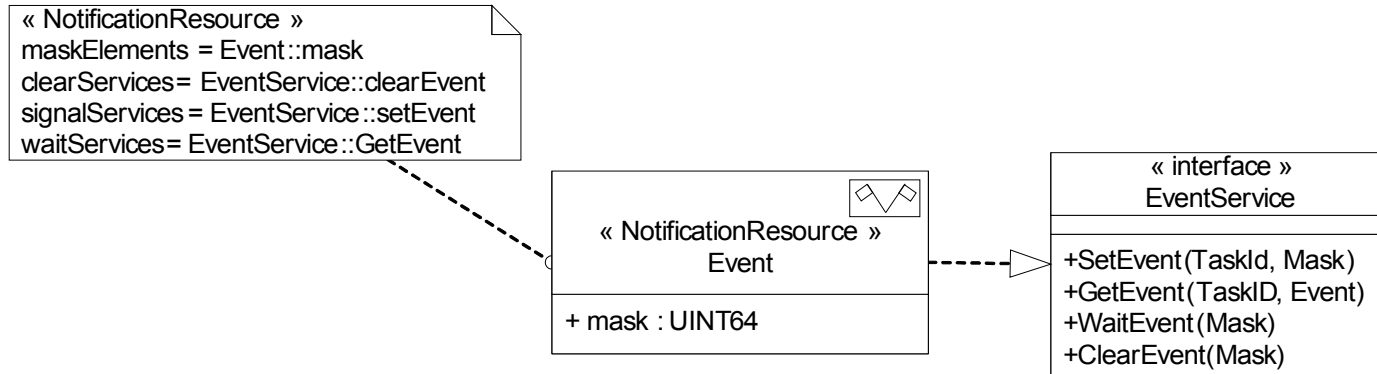 « NotificationResource »
maskElements = Event::mask
clearServices= EventService::clearEvent
signalServices= EventService::setEvent
waitServices= EventService::GetEvent
« NotificationResource »
Event
+ mask : UINT64
« interface »
EventService
+SetEvent(TaskId, Mask)
+GetEvent(TaskID, Event)
+WaitEvent(Mask)
+ClearEvent(Mask)